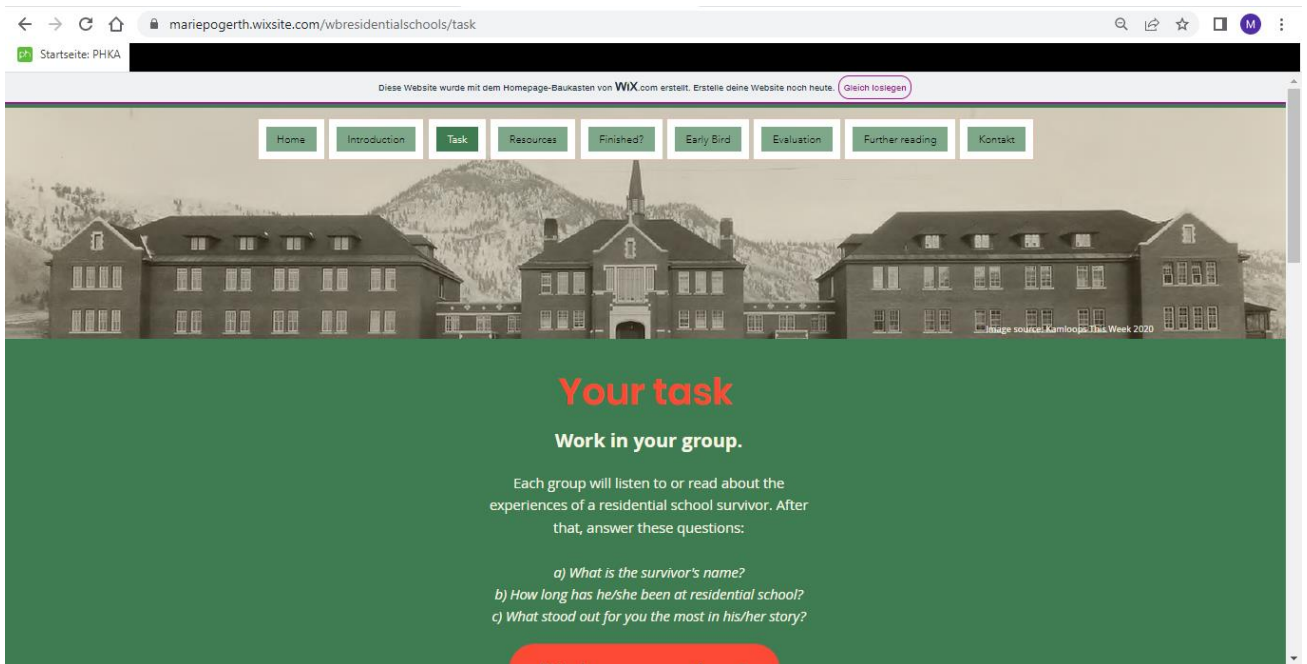 mariepogerth.wixsite.com/wbresidentialschools/task
M
ph Startseite: PHKA
Diese Website wurde mit dem Homepage-Baukasten von WiX.com erstellt. Erstelle deine Website noch heute. Gleich loslegen
Home Introduction Task Resources Finished? Early Bird Evaluation Further reading Kontakt
Image source: Kamloops This Week 2020
Your task
Work in your group.
Each group will listen to or read about the
experiences of a residential school survivor. After
that, answer these questions:
a) What is the survivor's name?
b) How long has he/she been at residential school?
c) What stood out for you the most in his/her story?